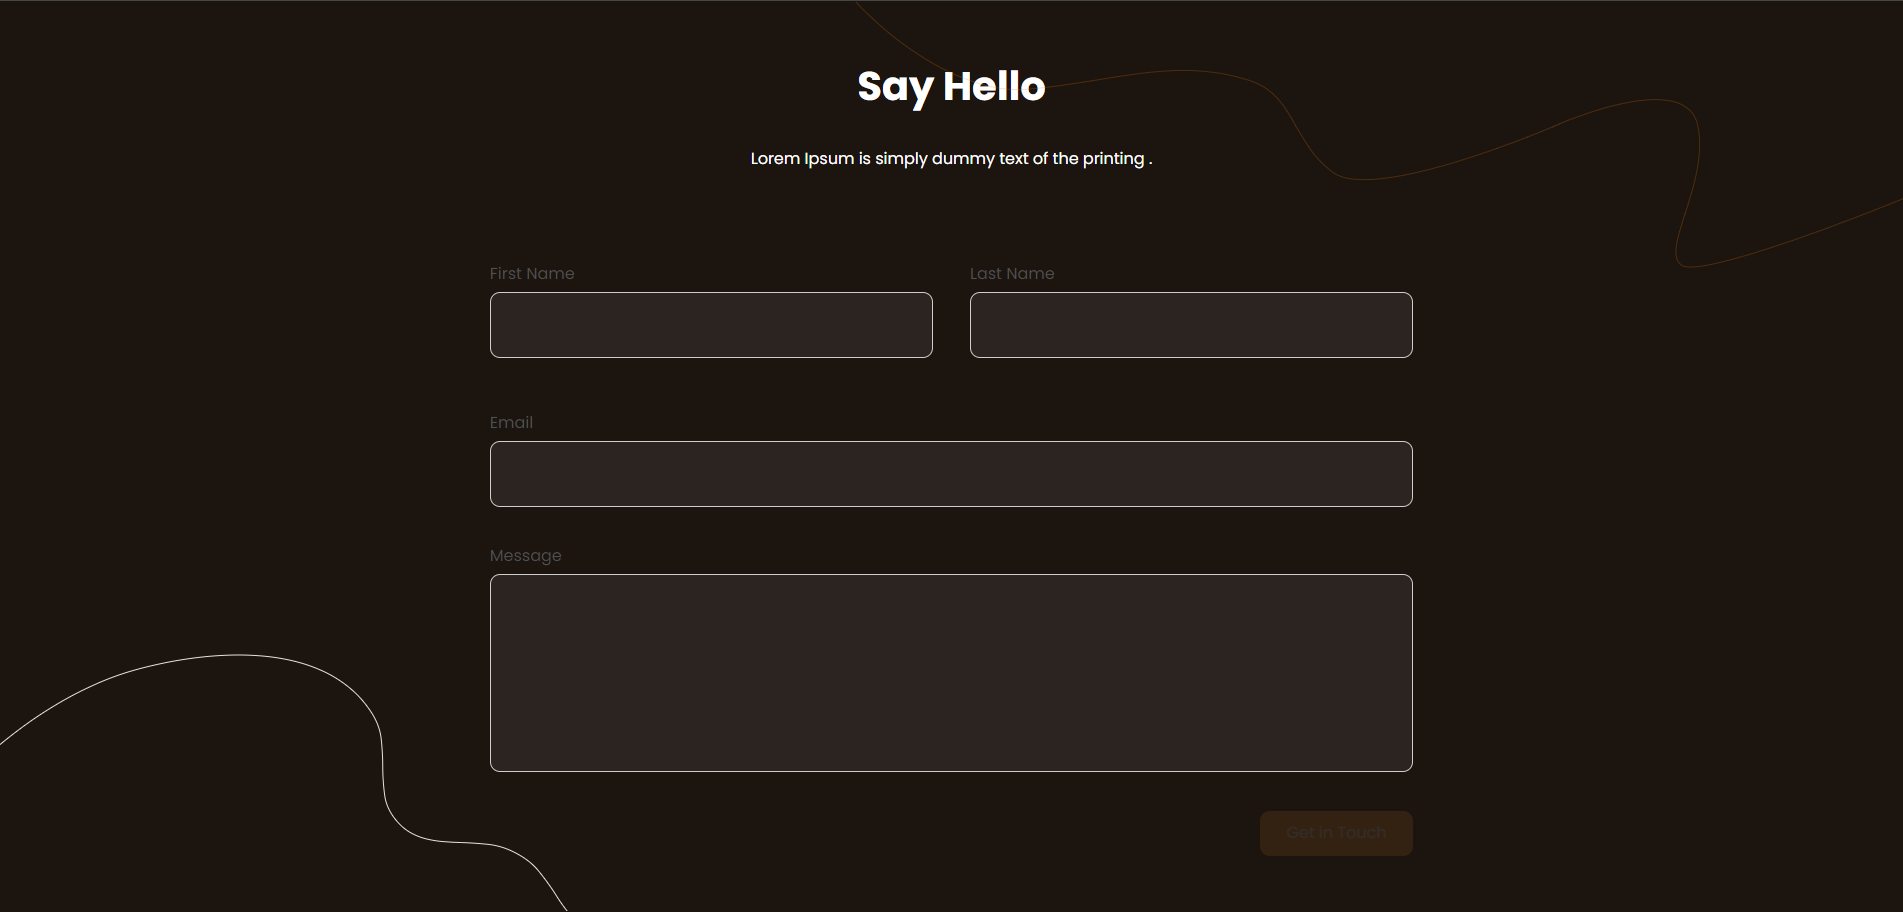 Say Hello
Lorem Ipsum is simply dummy text of the printing .
First Name
Last Name
Email
Message
Get in Touch